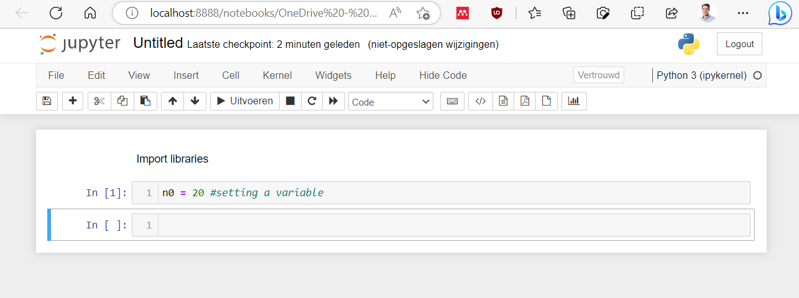 localhost:8888/notebooks/OneDrive%20-%20...
jupyter Untitled Laatste checkpoint: 2 minuten geleden (niet-opgeslagen wijzigingen) Logout
File Edit View Insert Cell Kernel Widgets Help Hide Code Vertrouwd Python 3 (ipykernel)
Uitvoeren Code
Import libraries
In [1]: 1 n0 = 20 #setting a variable
In [ ]: 1